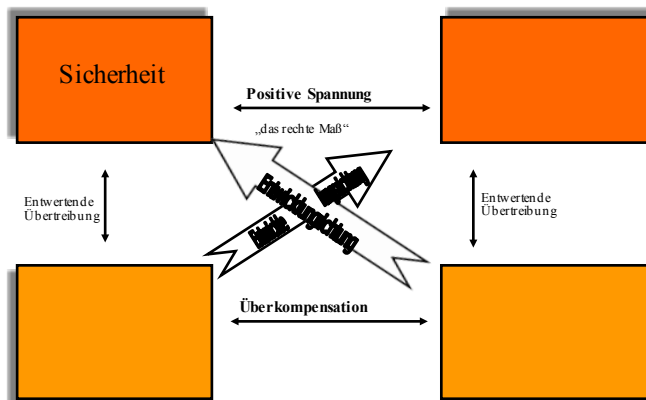 Sicherheit
Positive Spannung
„das rechte Maß“
Entwertende
Übertreibung
Entwertende
Übertreibung
Entwicklungsrichtung
Überkompensation